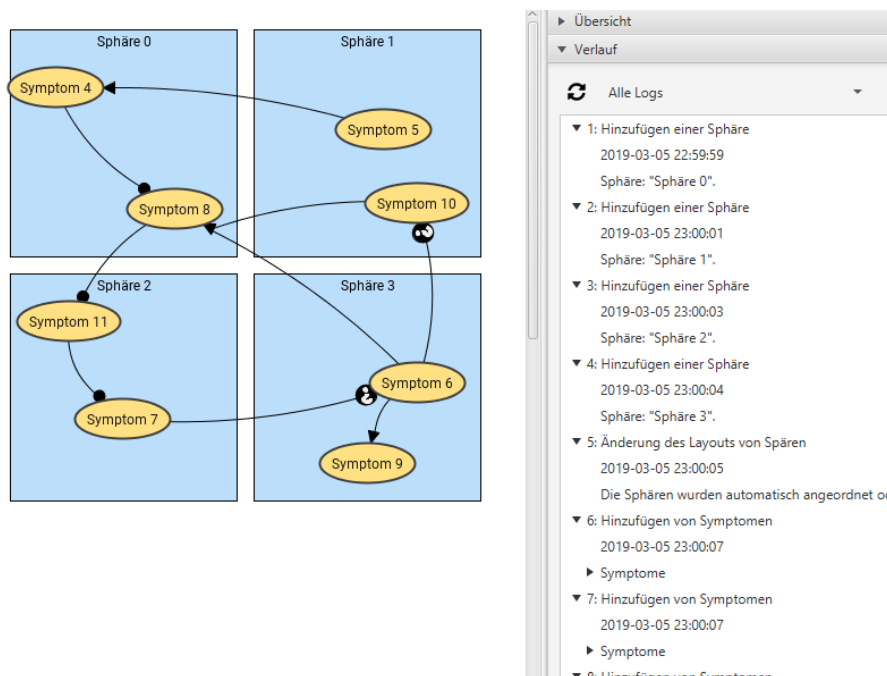 Sphäre 0
Sphäre 1
Symptom 4
Symptom 5
Symptom 8
Symptom 10
Sphäre 2
Sphäre 3
Symptom 11
Symptom 6
Symptom 7
Symptom 9
Übersicht
Verlauf
Alle Logs
1: Hinzufügen einer Sphäre
2019-03-05 22:59:59
Sphäre: "Sphäre 0".
2: Hinzufügen einer Sphäre
2019-03-05 23:00:01
Sphäre: "Sphäre 1".
3: Hinzufügen einer Sphäre
2019-03-05 23:00:03
Sphäre: "Sphäre 2".
4: Hinzufügen einer Sphäre
2019-03-05 23:00:04
Sphäre: "Sphäre 3".
5: Änderung des Layouts von Spären
2019-03-05 23:00:05
Die Sphären wurden automatisch angeordnet
6: Hinzufügen von Symptomen
2019-03-05 23:00:07
Symptome
7: Hinzufügen von Symptomen
2019-03-05 23:00:07
Symptome
8: Hinzufügen von Symptomen